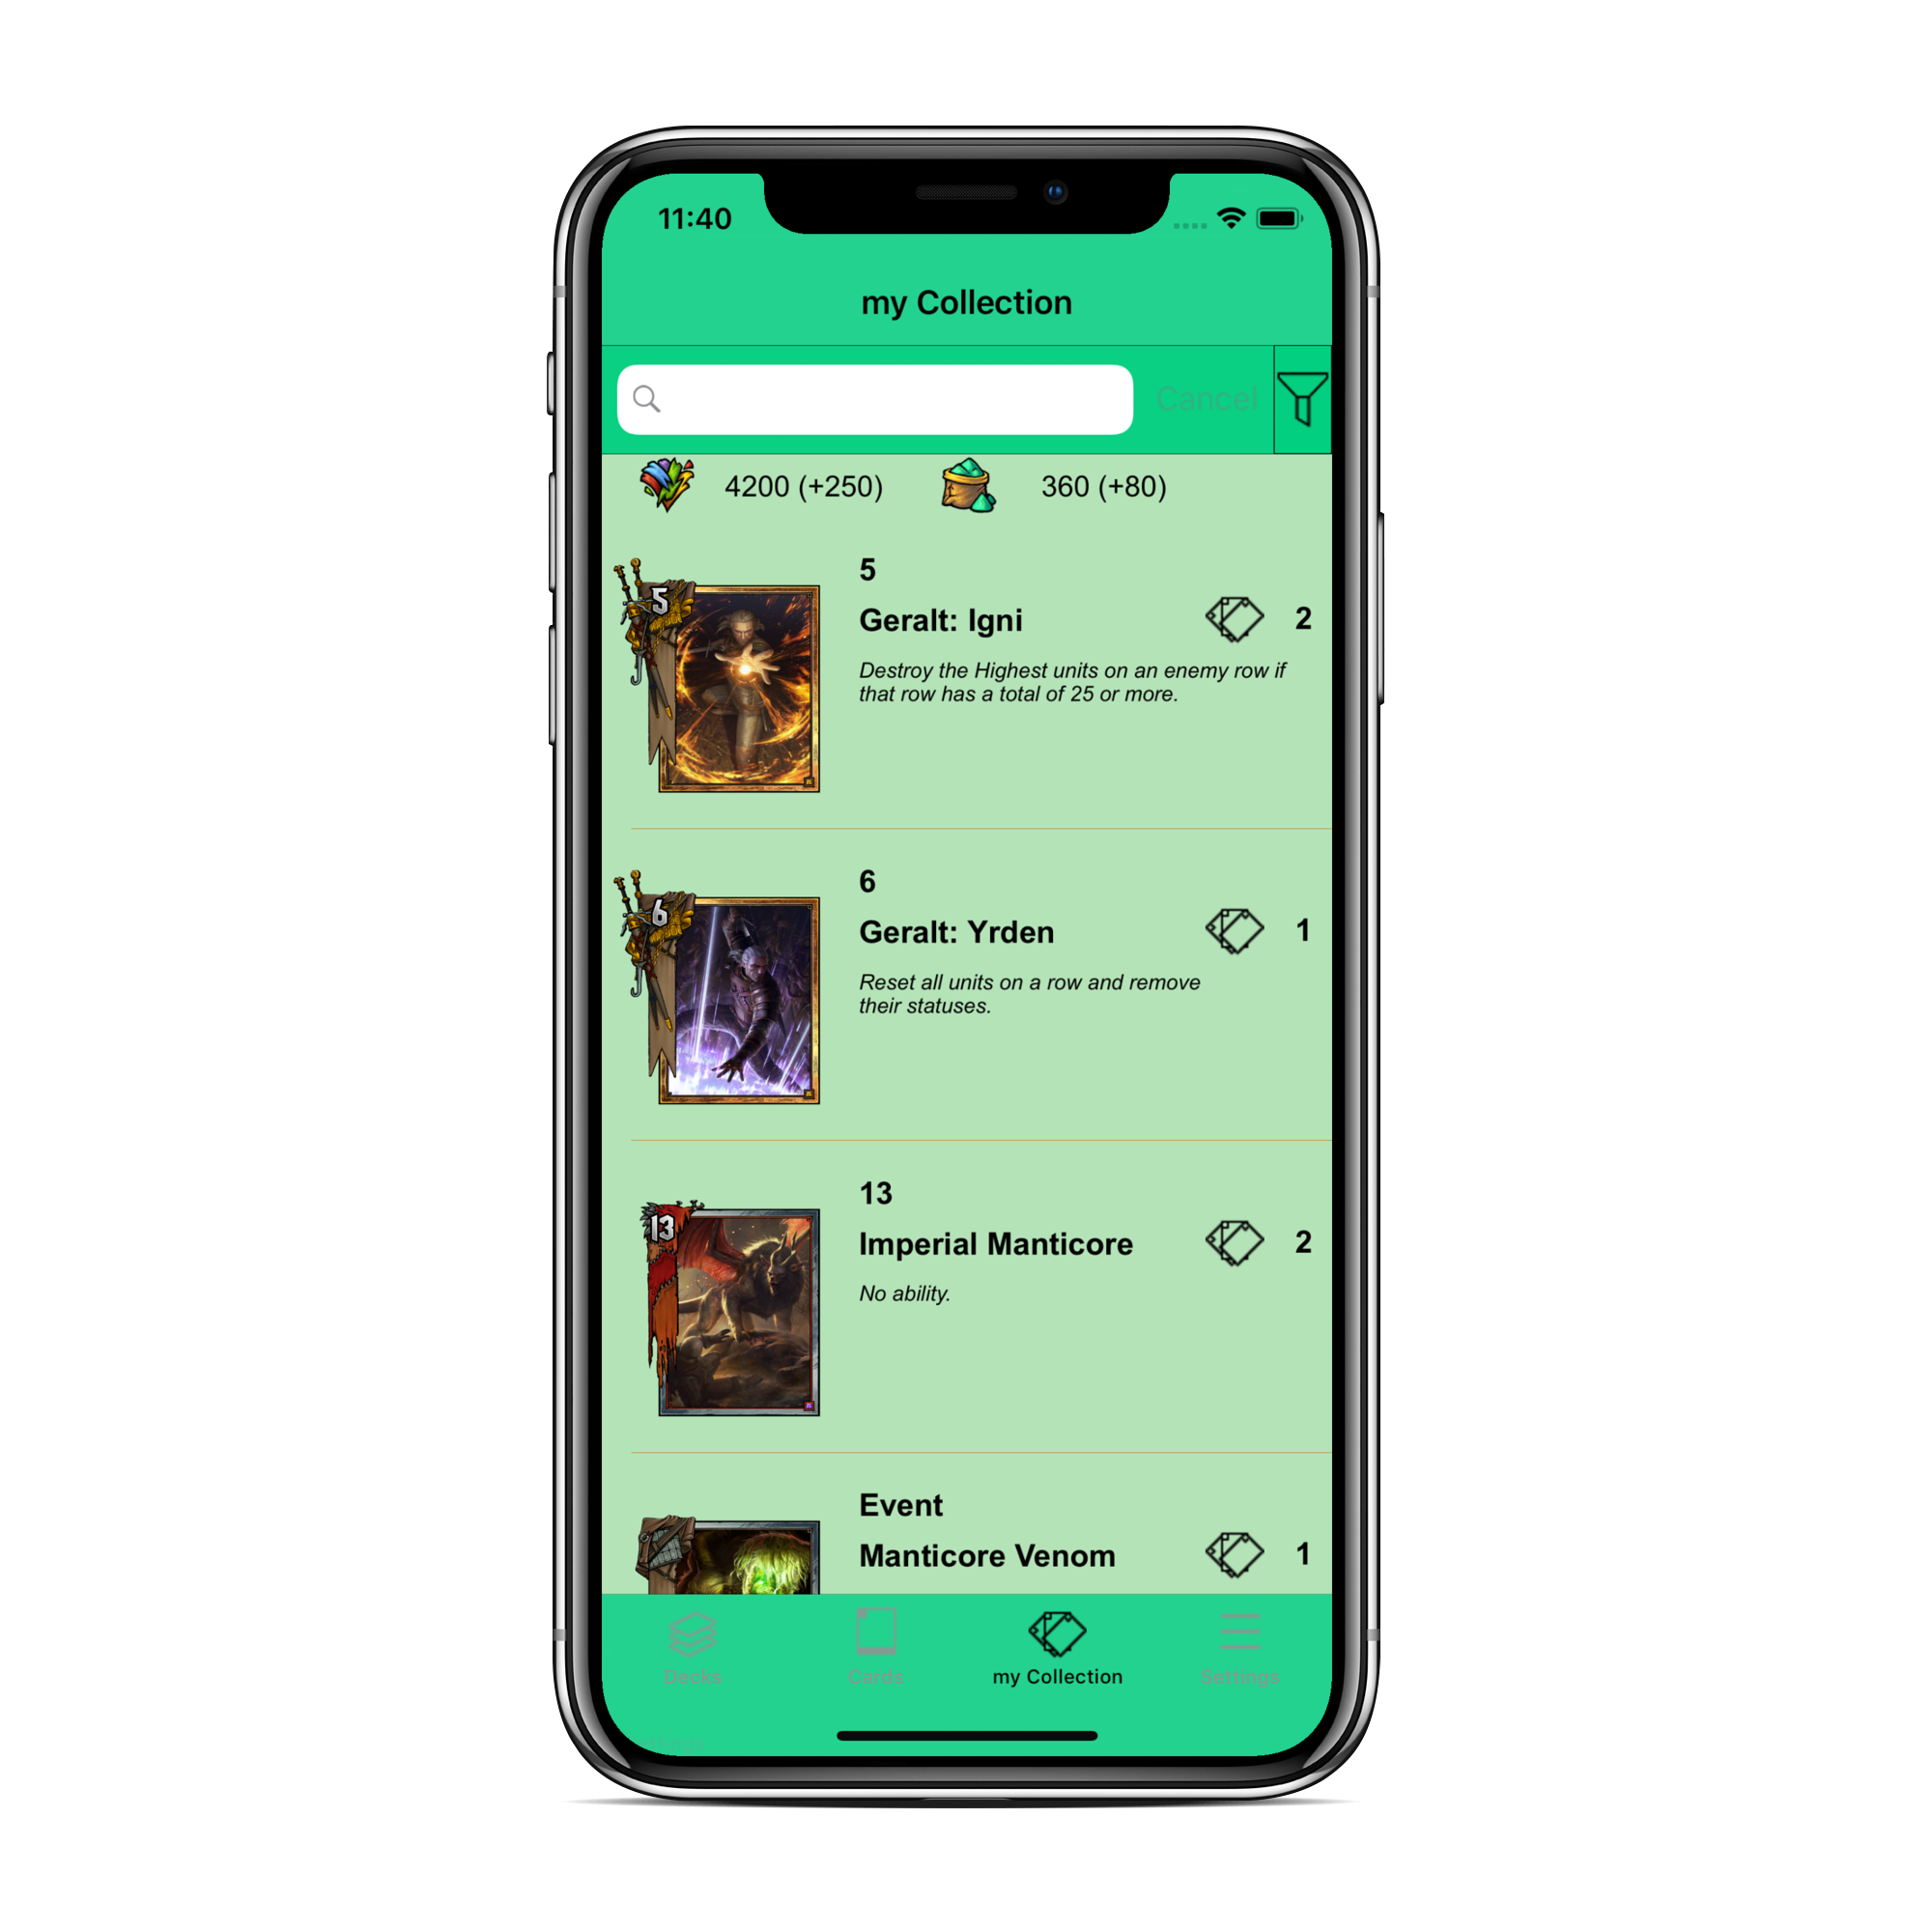 11:40
my Collection
Cancel
4200 (+250)
360 (+80)
5
5
Geralt: Igni
2
Destroy the Highest units on an enemy row if
that row has a total of 25 or more.
6
6
Geralt: Yrden
1
Reset all units on a row and remove
their statuses.
13
13
Imperial Manticore
2
No ability.
Event
Manticore Venom
1
Decks
Cards
my Collection
Settings